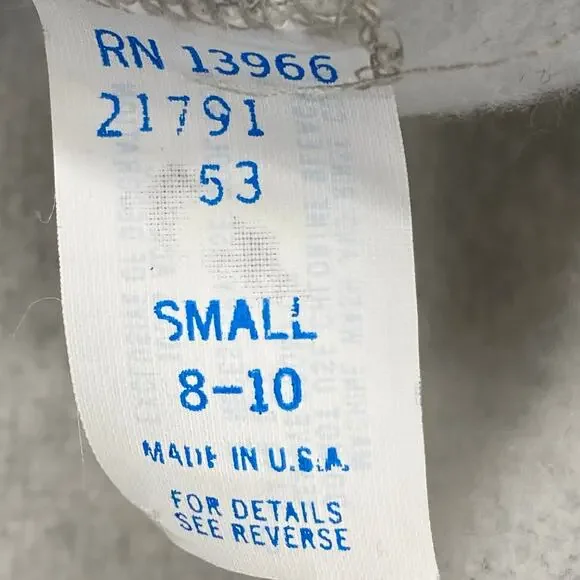 RN 13966
21791
53
SMALL
8-10
MADE IN U.S.A.
FOR DETAILS
SEE REVERSE